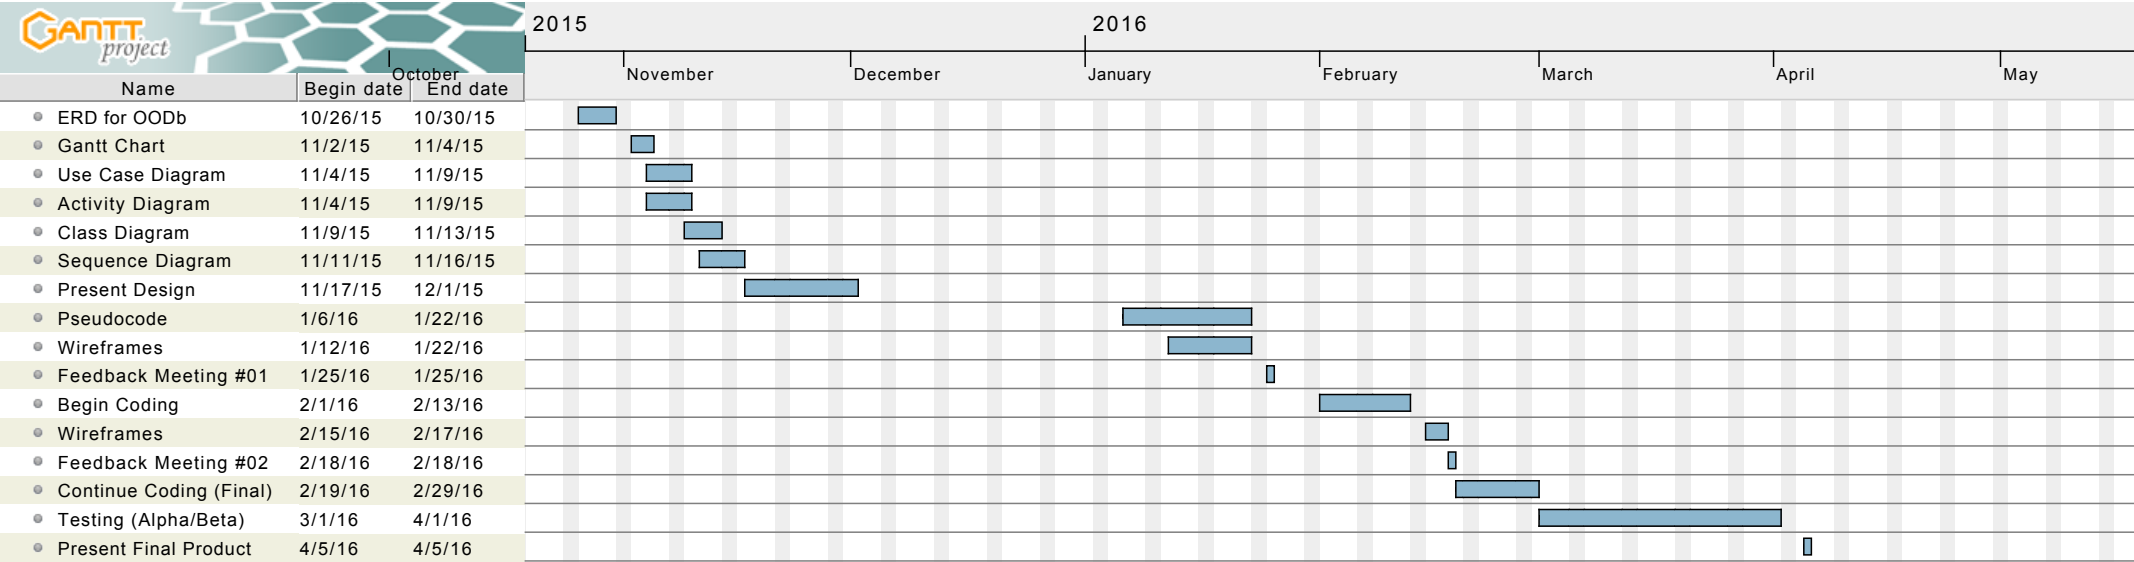 GANTT
project
2015 2016
October November December January February March April May
Name Begin date End date
ERD for OODb 10/26/15 10/30/15
Gantt Chart 11/2/15 11/4/15
Use Case Diagram 11/4/15 11/9/15
Activity Diagram 11/4/15 11/9/15
Class Diagram 11/9/15 11/13/15
Sequence Diagram 11/11/15 11/16/15
Present Design 11/17/15 12/1/15
Pseudocode 1/6/16 1/22/16
Wireframes 1/12/16 1/22/16
Feedback Meeting #01 1/25/16 1/25/16
Begin Coding 2/1/16 2/13/16
Wireframes 2/15/16 2/17/16
Feedback Meeting #02 2/18/16 2/18/16
Continue Coding (Final) 2/19/16 2/29/16
Testing (Alpha/Beta) 3/1/16 4/1/16
Present Final Product 4/5/16 4/5/16